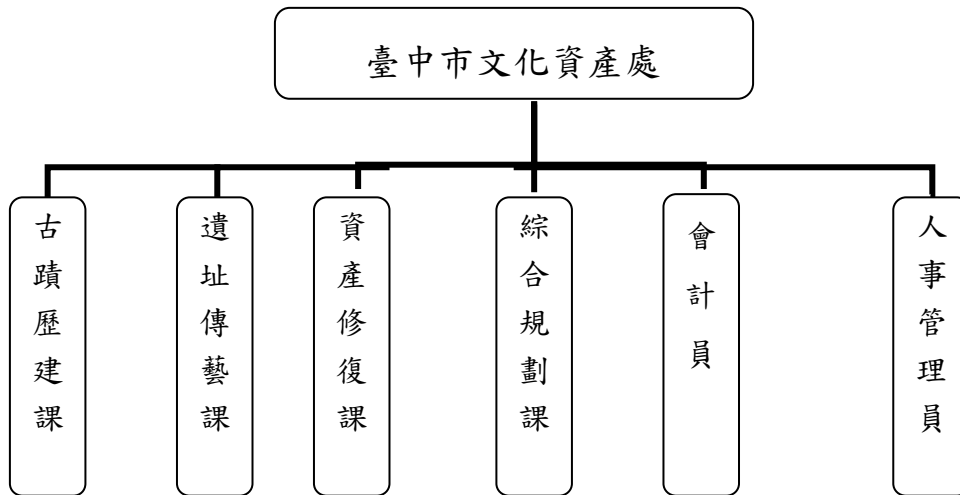 臺中市文化資產處
古蹟歷建課
遺址傳藝課
資產修復課
綜合規劃課
會計員
人事管理員